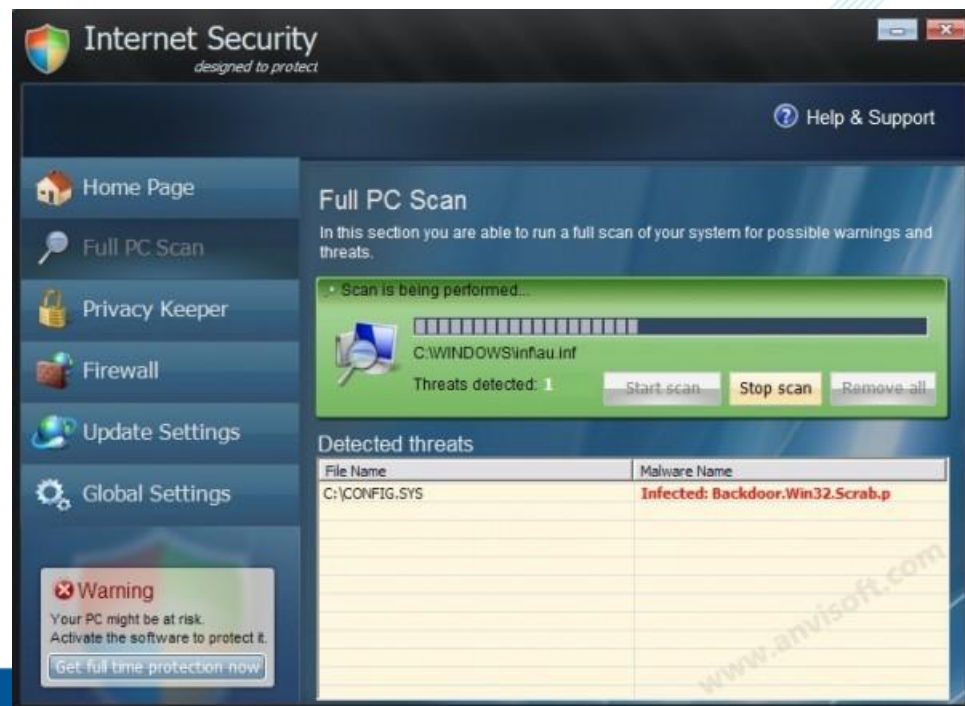 Internet Security
designed to protect
Help & Support
Home Page
Full PC Scan
Privacy Keeper
Firewall
Update Settings
Global Settings
Warning
Your PC might be at risk.
Activate the software to protect it.
Get full time protection now
Full PC Scan
In this section you are able to run a full scan of your system for possible warnings and
threats.
Scan is being performed...
C:\WINDOWS\inf\au.inf
Threats detected: 1
Start scan Stop scan Remove all
Detected threats
File Name Malware Name
C:\CONFIG.SYS Infected: Backdoor.Win32.Scrab.p
www.anvisoft.com